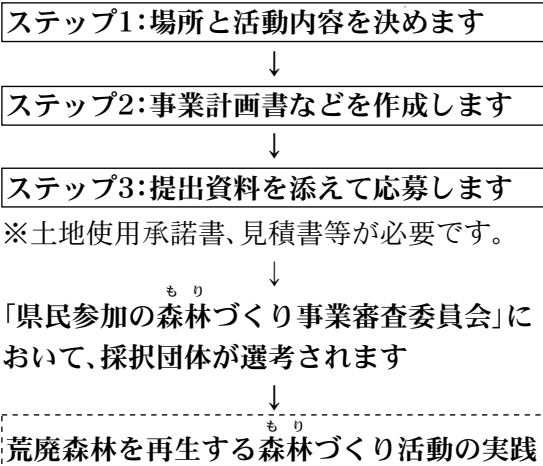 ステップ1:場所と活動内容を決めます
↓
ステップ2:事業計画書などを作成します
↓
ステップ3:提出資料を添えて応募します
※土地使用承諾書、見積書等が必要です。
↓
もり
「県民参加の森林づくり事業審査委員会」に
おいて、採択団体が選考されます
↓
もり
荒廃森林を再生する森林づくり活動の実践